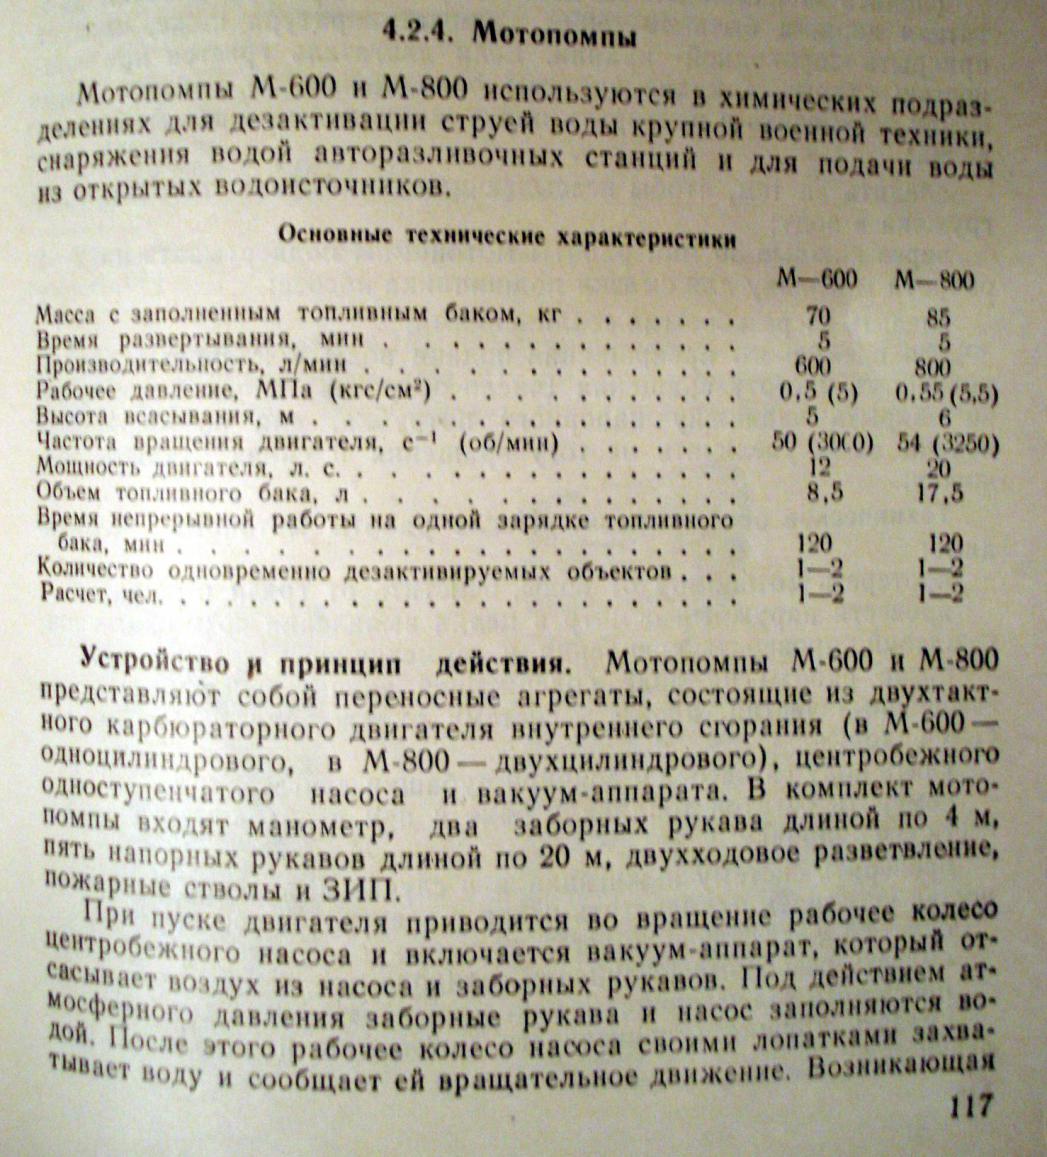 4.2.4. Мотопомпы
Мотопомпы М-600 и М-800 используются в химических подраз-
делениях для дезактивации струей воды крупной военной техники,
снаряжения водой авторазливочных станций и для подачи воды
из открытых водоисточников.
Основные технические характеристики
М—600 М—800
Масса с заполненным топливным баком, кг . . . . . . . 70 85
Время развертывания, мин . . . . . . . . . . . . . 5 5
Производительность, л/мин . . . . . . . . . . . . . 600 800
Рабочее давление, МПа (кгс/см²) . . . . . . . . . . 0,5 (5) 0,55 (5,5)
Высота всасывания, м . . . . . . . . . . . . . . . 5 6
Частота вращения двигателя, с⁻¹ (об/мин) . . . . . . . 50 (3000) 54 (3250)
Мощность двигателя, л. с. . . . . . . . . . . . . . . 12 20
Объем топливного бака, л . . . . . . . . . . . . . . 8,5 17,5
Время непрерывной работы на одной зарядке топливного
бака, мин . . . . . . . . . . . . . . . . . . . . . 120 120
Количество одновременно дезактивируемых объектов . . . 1—2 1—2
Расчет, чел. . . . . . . . . . . . . . . . . . . . . 1—2 1—2
Устройство и принцип действия. Мотопомпы М-600 и М-800
представляют собой переносные агрегаты, состоящие из двухтакт-
ного карбюраторного двигателя внутреннего сгорания (в М-600 —
одноцилиндрового, в М-800 — двухцилиндрового), центробежного
одноступенчатого насоса и вакуум-аппарата. В комплект мото-
помпы входят манометр, два заборных рукава длиной по 4 м,
пять напорных рукавов длиной по 20 м, двухходовое разветвление,
пожарные стволы и ЗИП.
При пуске двигателя приводится во вращение рабочее колесо
центробежного насоса и включается вакуум-аппарат, который от-
сасывает воздух из насоса и заборных рукавов. Под действием ат-
мосферного давления заборные рукава и насос заполняются во-
дой. После этого рабочее колесо насоса своими лопатками захва-
тывает воду и сообщает ей вращательное движение. Возникающая
117